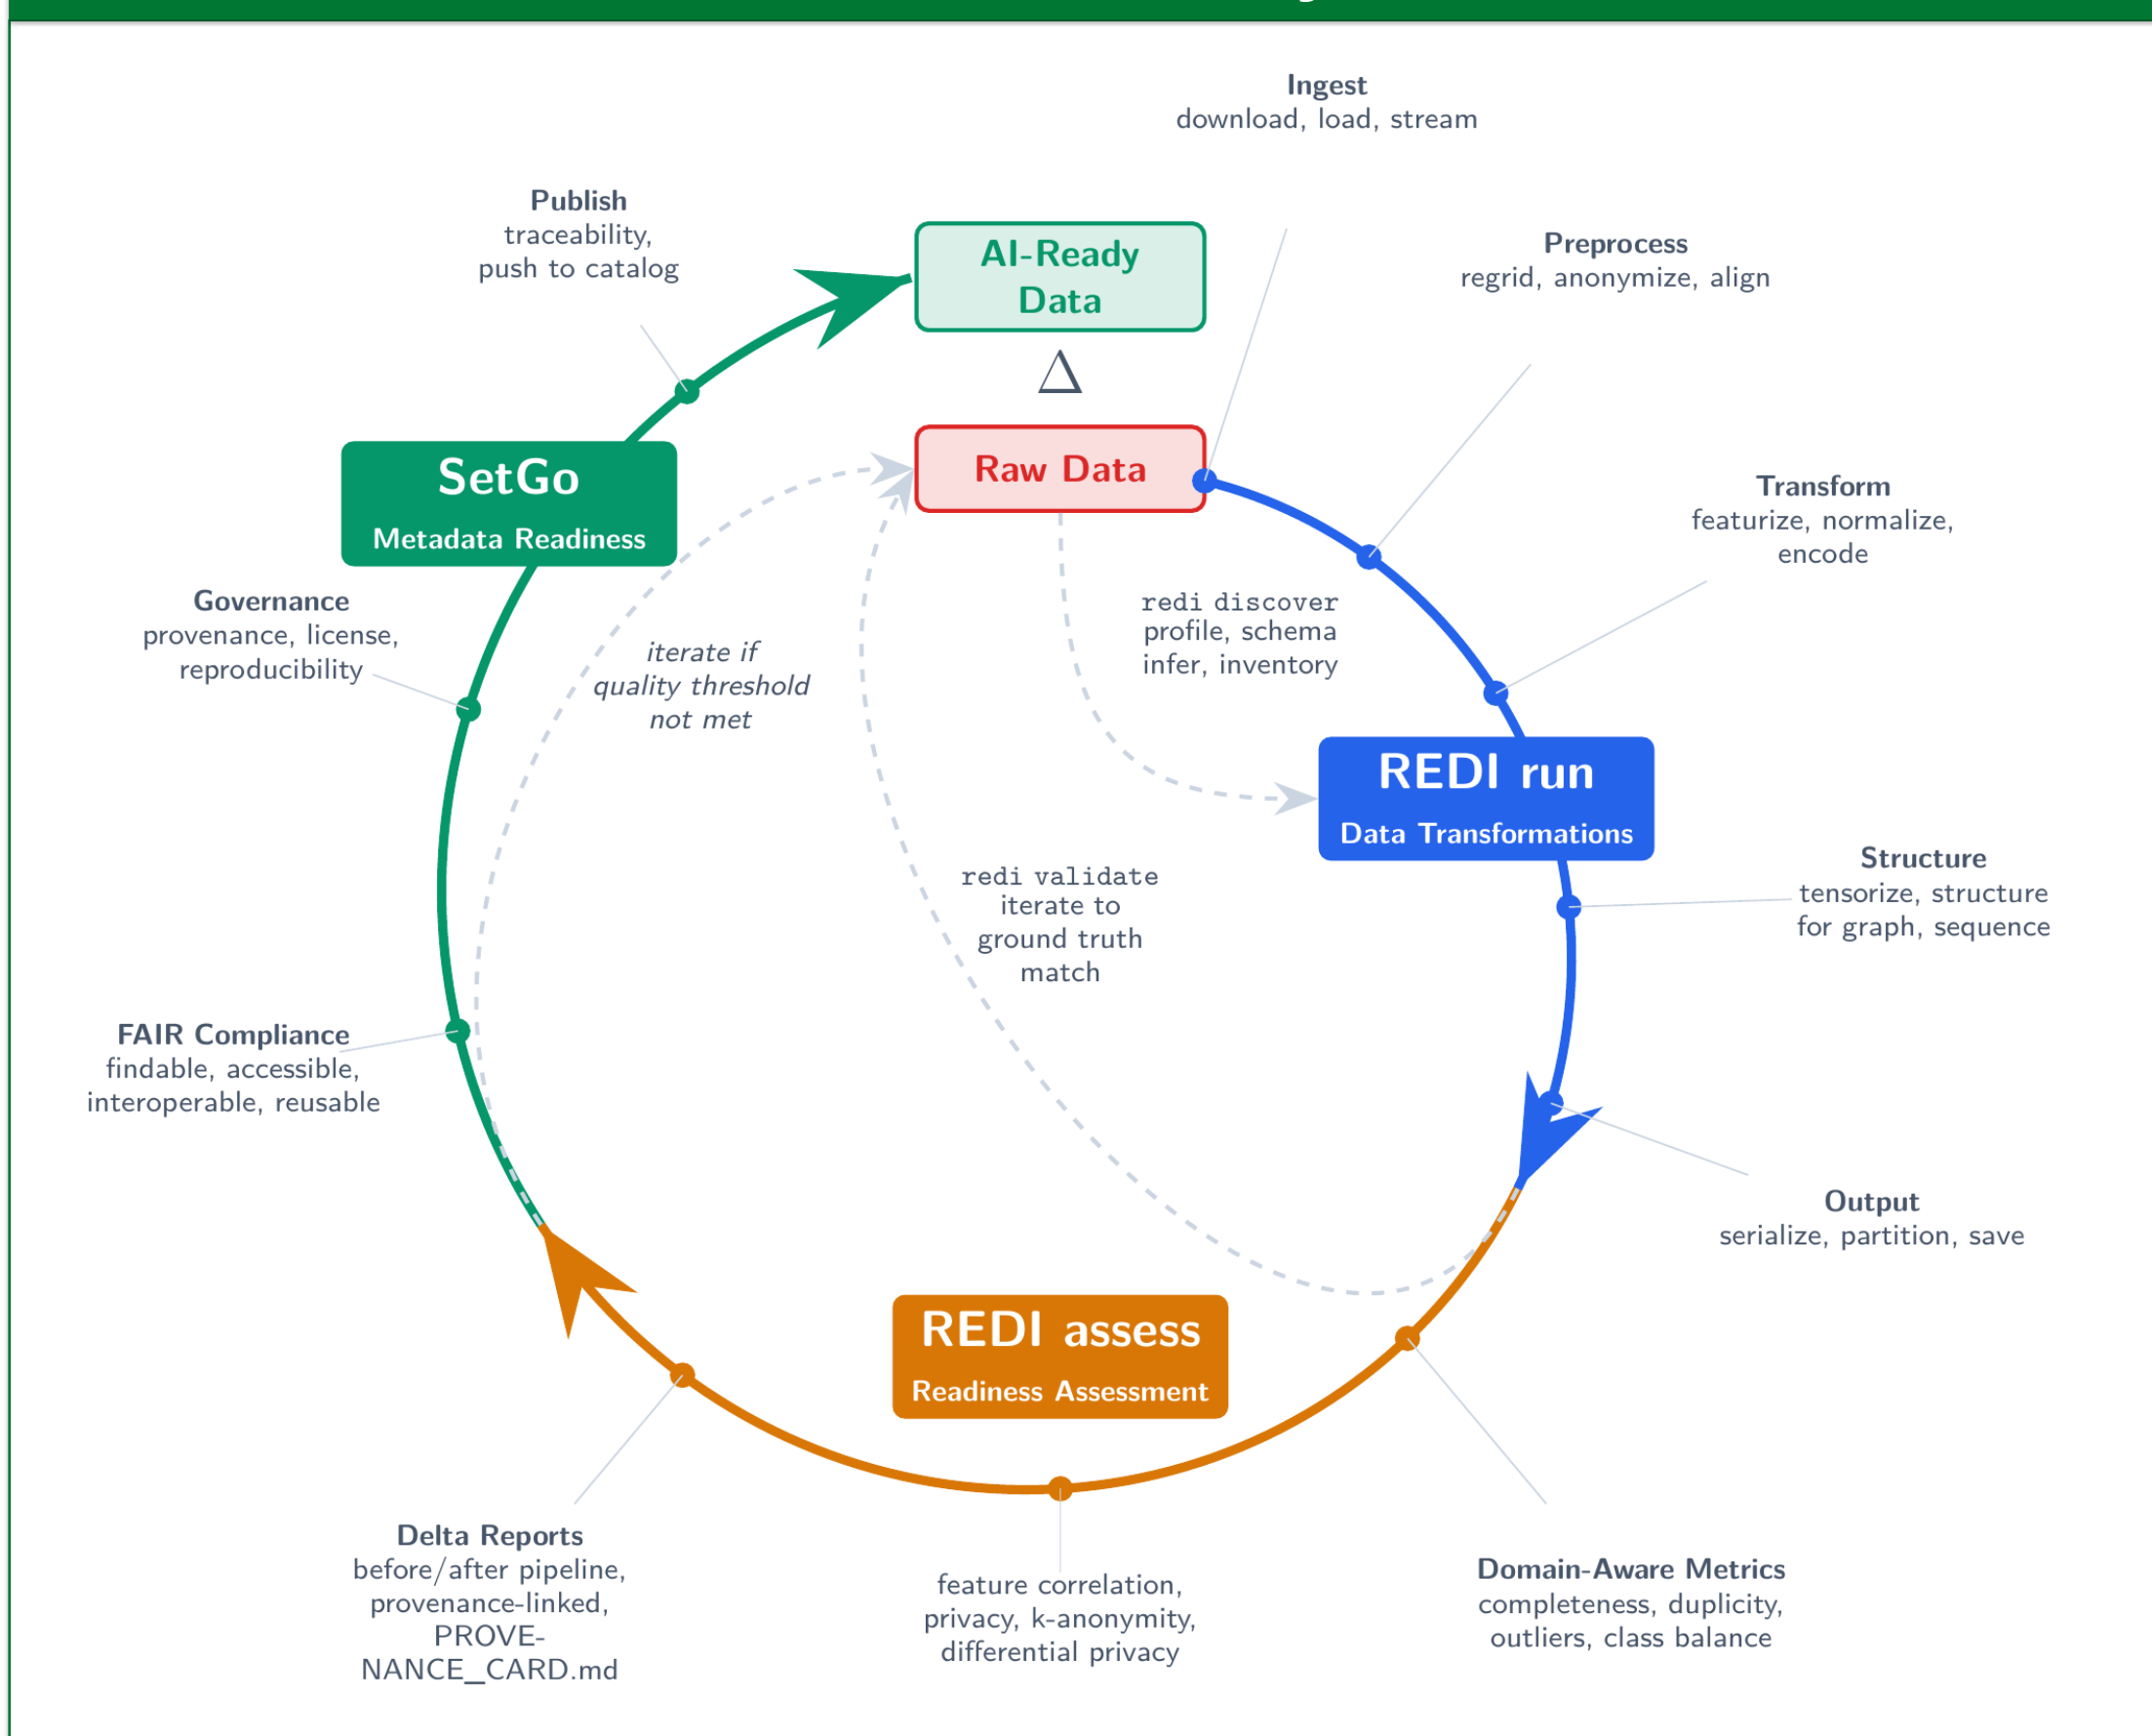 Ingest
download, load, stream
Publish
traceability,
push to catalog
AI-Ready
Data
Preprocess
regrid, anonymize, align
Δ
Raw Data
SetGo
Metadata Readiness
Transform
featurize, normalize,
encode
Governance
provenance, license,
reproducibility
iterate if
quality threshold
not met
redi discover
profile, schema
infer, inventory
REDI run
Data Transformations
redi validate
iterate to
ground truth
match
Structure
tensorize, structure
for graph, sequence
FAIR Compliance
findable, accessible,
interoperable, reusable
Output
serialize, partition, save
REDI assess
Readiness Assessment
Delta Reports
before/after pipeline,
provenance-linked,
PROVE-
NANCE_CARD.md
feature correlation,
privacy, k-anonymity,
differential privacy
Domain-Aware Metrics
completeness, duplicity,
outliers, class balance